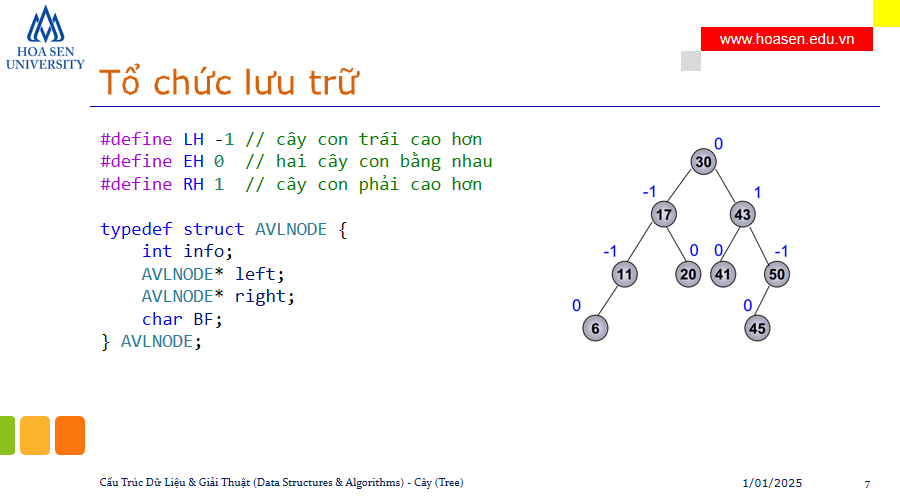 HOA SEN
UNIVERSITY
www.hoasen.edu.vn
Tổ chức lưu trữ
#define LH -1 // cây con trái cao hơn
#define EH 0  // hai cây con bằng nhau
#define RH 1  // cây con phải cao hơn
typedef struct AVLNODE {
    int info;
    AVLNODE* left;
    AVLNODE* right;
    char BF;
} AVLNODE;
0
30
-1 1
17 43
-1 0 0 -1
11 20 41 50
0 0
6 45
Cấu Trúc Dữ Liệu & Giải Thuật (Data Structures & Algorithms) - Cây (Tree)
1/01/2025
7